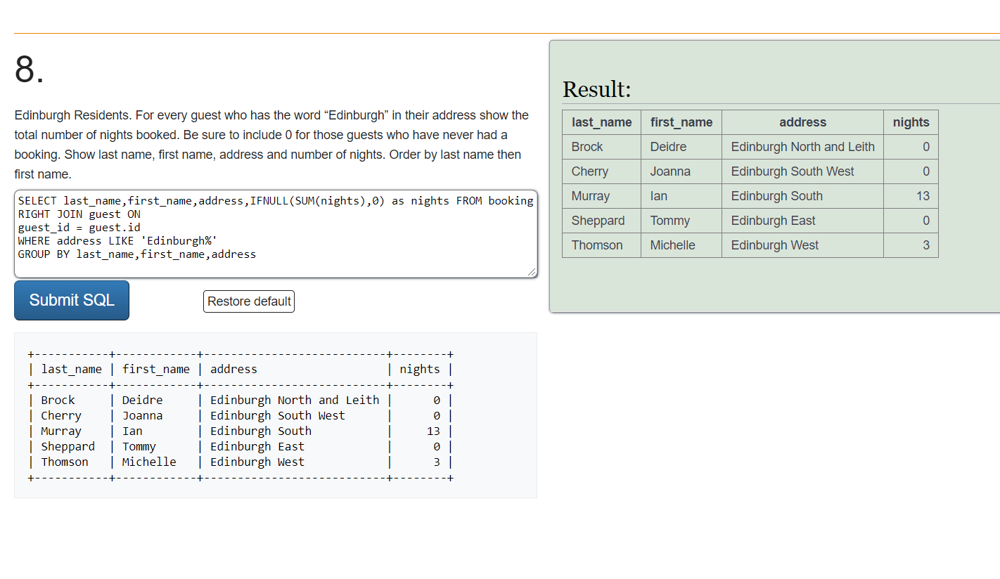 8.
Edinburgh Residents. For every guest who has the word “Edinburgh” in their address show the
total number of nights booked. Be sure to include 0 for those guests who have never had a
booking. Show last name, first name, address and number of nights. Order by last name then
first name.
SELECT last_name,first_name,address,IFNULL(SUM(nights),0) as nights FROM booking
RIGHT JOIN guest ON
guest_id = guest.id
WHERE address LIKE 'Edinburgh%'
GROUP BY last_name,first_name,address
Submit SQL
Restore default
+-----------+------------+---------------------------+--------+
| last_name | first_name | address                   | nights |
+-----------+------------+---------------------------+--------+
| Brock     | Deidre     | Edinburgh North and Leith |      0 |
| Cherry    | Joanna     | Edinburgh South West      |      0 |
| Murray    | Ian        | Edinburgh South           |     13 |
| Sheppard  | Tommy      | Edinburgh East            |      0 |
| Thomson   | Michelle   | Edinburgh West            |      3 |
+-----------+------------+---------------------------+--------+
Result:
last_name first_name address nights
Brock Deidre Edinburgh North and Leith 0
Cherry Joanna Edinburgh South West 0
Murray Ian Edinburgh South 13
Sheppard Tommy Edinburgh East 0
Thomson Michelle Edinburgh West 3